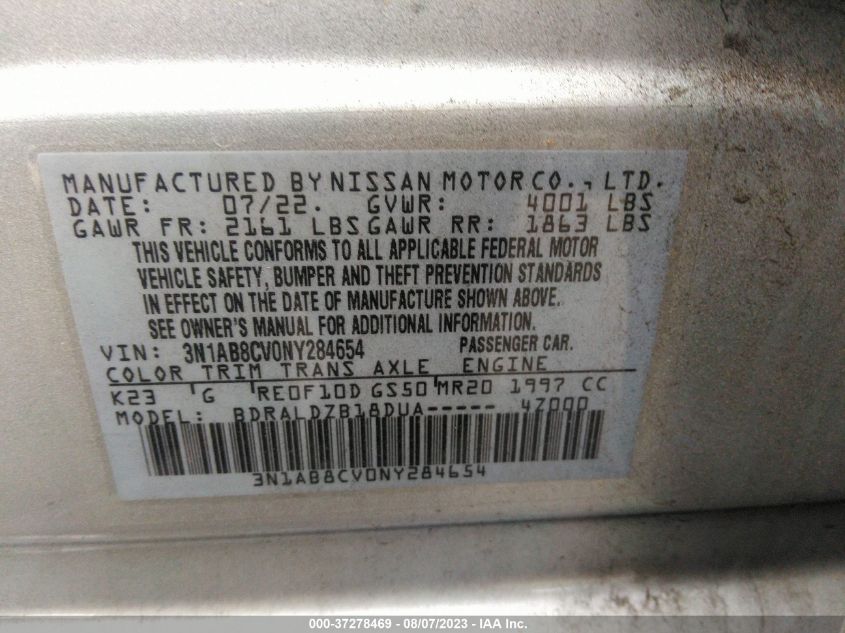 MANUFACTURED BY NISSAN MOTOR CO., LTD.
DATE: 07/22. GVWR: 4001 LBS
GAWR FR: 2161 LBS GAWR RR: 1863 LBS
THIS VEHICLE CONFORMS TO ALL APPLICABLE FEDERAL MOTOR
VEHICLE SAFETY, BUMPER AND THEFT PREVENTION STANDARDS
IN EFFECT ON THE DATE OF MANUFACTURE SHOWN ABOVE.
SEE OWNER'S MANUAL FOR ADDITIONAL INFORMATION.
VIN: 3N1AB8CV0NY284654 PASSENGER CAR.
COLOR TRIM TRANS AXLE ENGINE
K23 G RE0F10D GS50 MR20 1997 CC
MODEL: BDRALDZB18DUA----- 4Z000
3N1AB8CV0NY284654
000-37278469 - 08/07/2023 - IAA Inc.